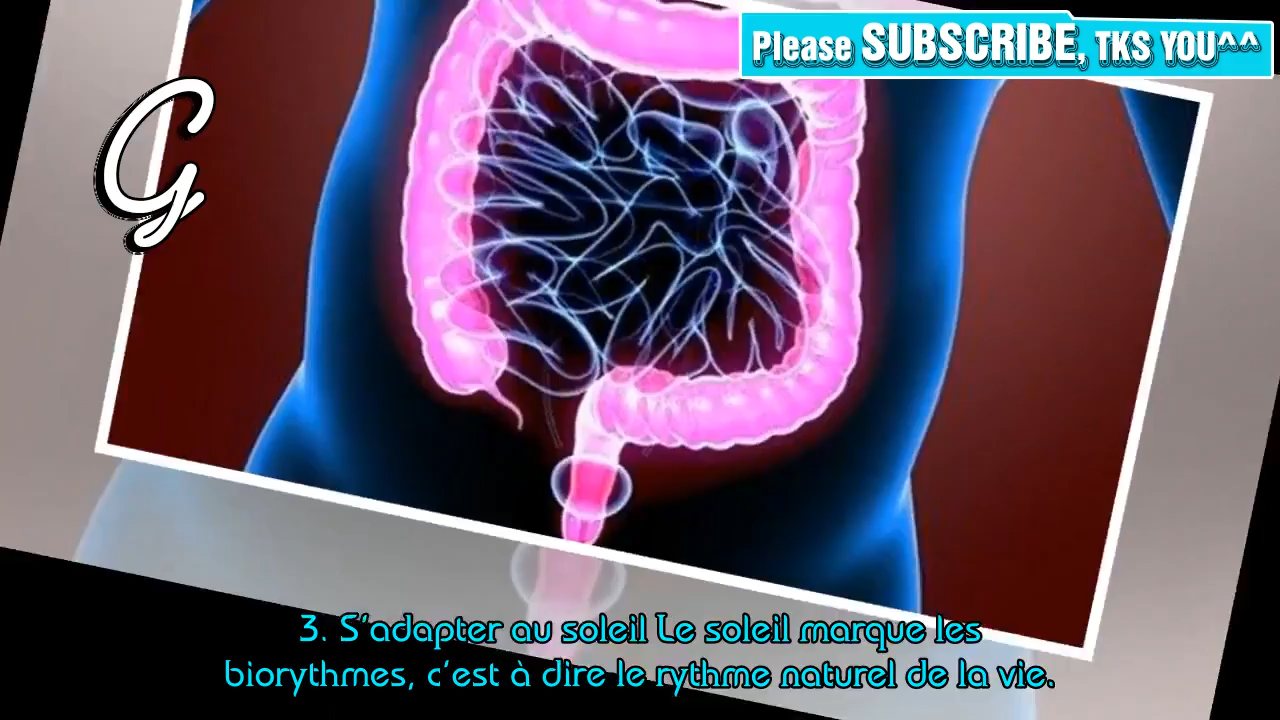 Please SUBSCRIBE, TKS YOU^^
G
3. S'adapter au soleil Le soleil marque les
biorythmes, c'est à dire le rythme naturel de la vie.